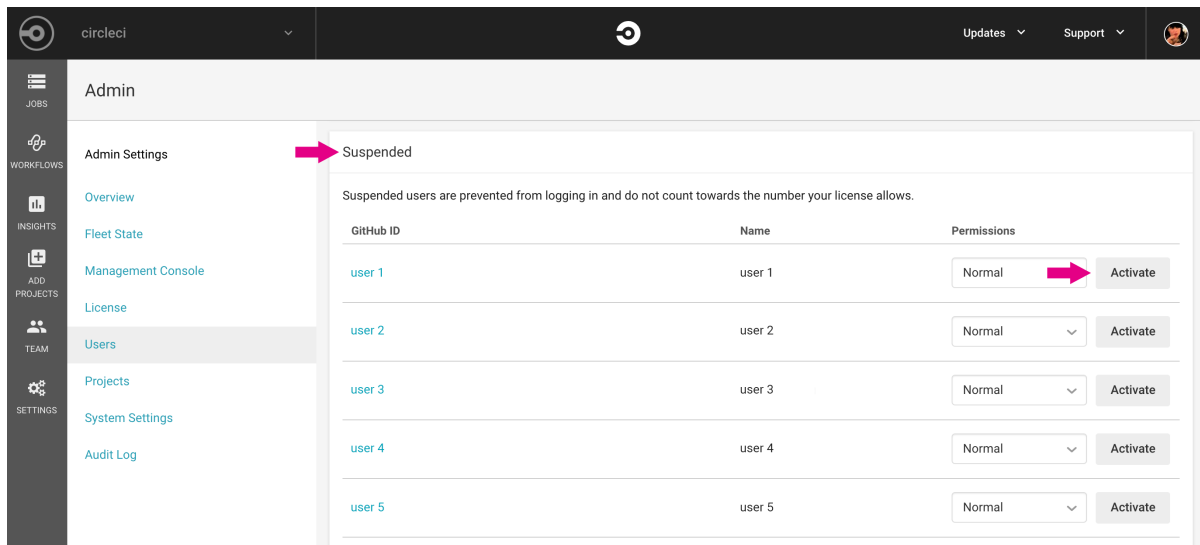 circleci
Updates
Support
JOBS
WORKFLOWS
INSIGHTS
ADD
PROJECTS
TEAM
SETTINGS
Admin
Admin Settings
Overview
Fleet State
Management Console
License
Users
Projects
System Settings
Audit Log
Suspended
Suspended users are prevented from logging in and do not count towards the number your license allows.
GitHub ID Name Permissions
user 1 user 1 Normal Activate
user 2 user 2 Normal Activate
user 3 user 3 Normal Activate
user 4 user 4 Normal Activate
user 5 user 5 Normal Activate